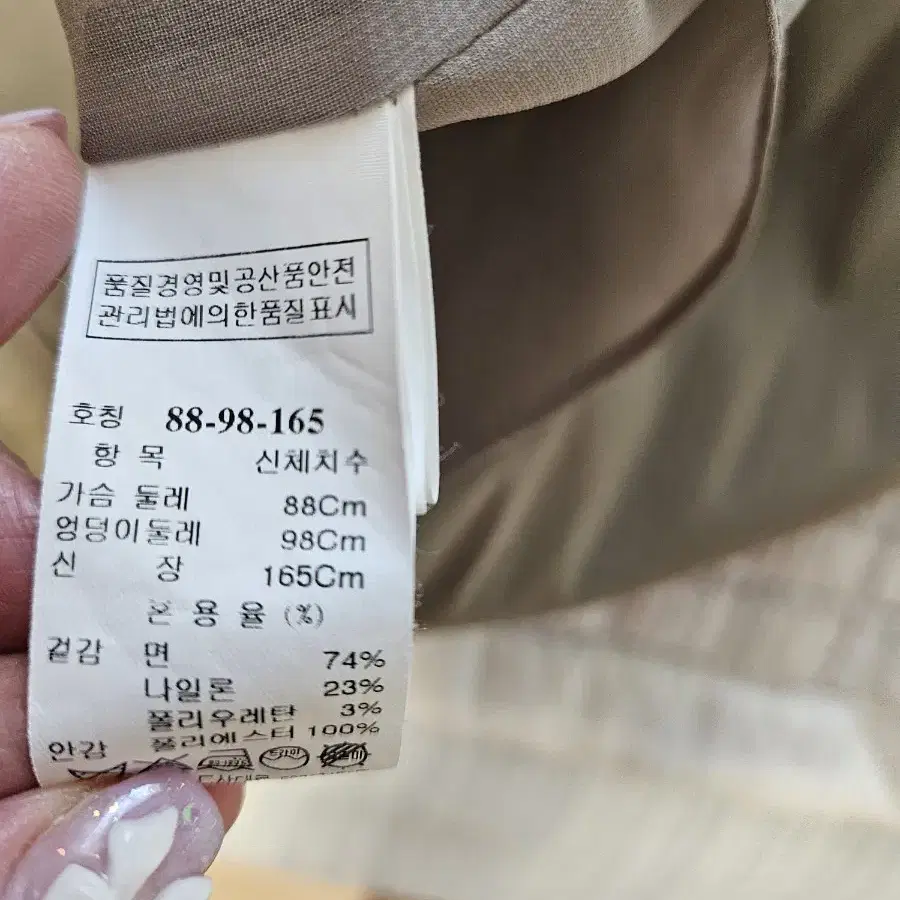 품질경영및공산품안전
관리법에의한품질표시
호칭 88-98-165
항 목 신체치수
가슴 둘레 88Cm
엉덩이둘레 98Cm
신 장 165Cm
혼 용 율 (%)
겉감 면 74%
나일론 23%
폴리우레탄 3%
안감 폴리에스터 100%
드라이